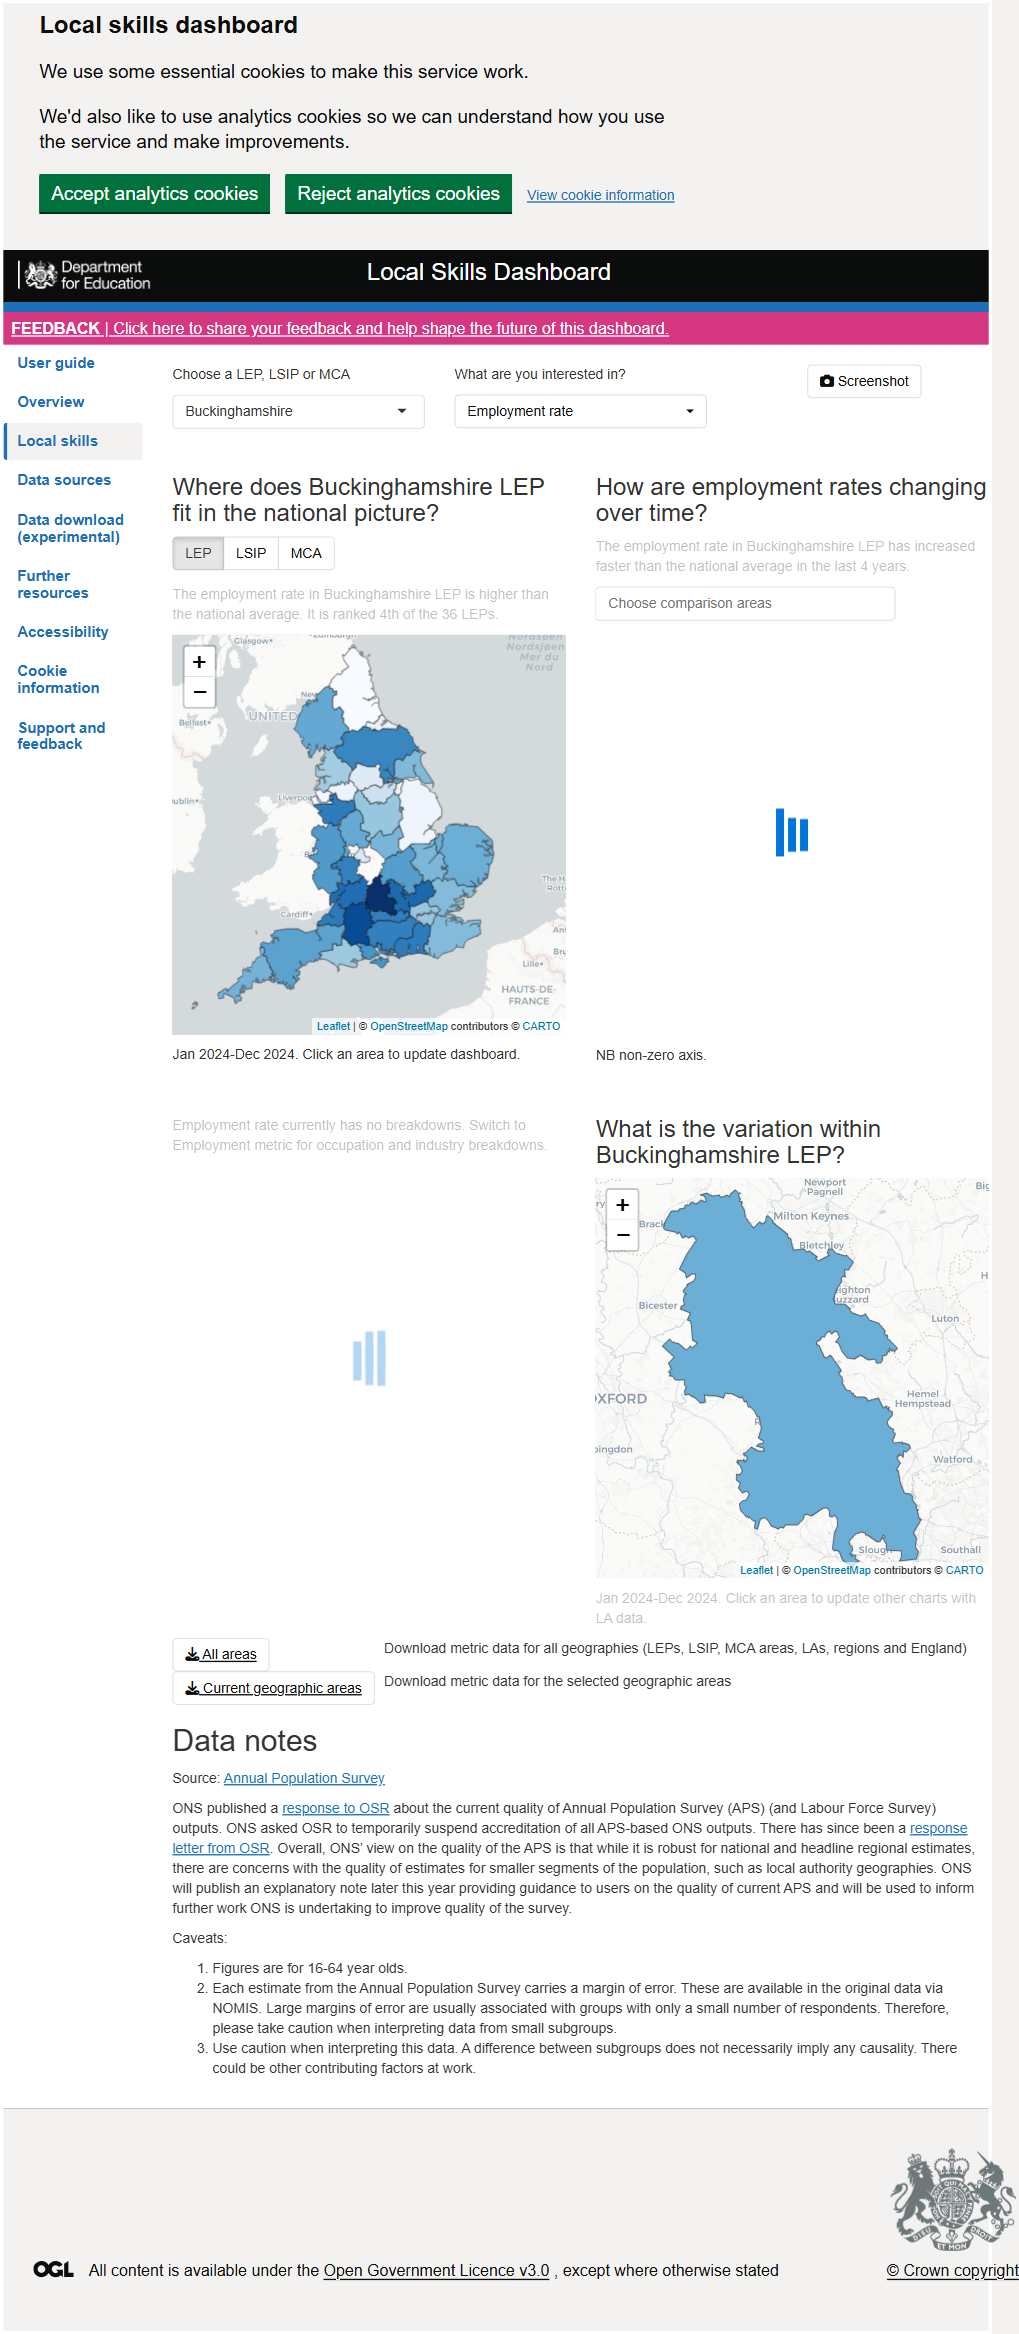 Local skills dashboard
We use some essential cookies to make this service work.
We'd also like to use analytics cookies so we can understand how you use
the service and make improvements.
Accept analytics cookies
Reject analytics cookies
View cookie information
Department
for Education
Local Skills Dashboard
FEEDBACK | Click here to share your feedback and help shape the future of this dashboard.
User guide
Overview
Local skills
Data sources
Data download
(experimental)
Further
resources
Accessibility
Cookie
information
Support and
feedback
Choose a LEP, LSIP or MCA
Buckinghamshire
What are you interested in?
Employment rate
Screenshot
Where does Buckinghamshire LEP
fit in the national picture?
LEP LSIP MCA
The employment rate in Buckinghamshire LEP is higher than
the national average. It is ranked 4th of the 36 LEPs.
+
−
Glasgow
Nordsjøen
Mer du
Nord
UNITED
Belfast
ublin
Liverpoo
Cardiff
The H
Rott
Ant
Bru
Lille
HAUTS-DE-
FRANCE
Leaflet | © OpenStreetMap contributors © CARTO
Jan 2024-Dec 2024. Click an area to update dashboard.
How are employment rates changing
over time?
The employment rate in Buckinghamshire LEP has increased
faster than the national average in the last 4 years.
Choose comparison areas
NB non-zero axis.
Employment rate currently has no breakdowns. Switch to
Employment metric for occupation and industry breakdowns.
What is the variation within
Buckinghamshire LEP?
+
−
Newport
Pagnell
Big
Brack
Milton Keynes
Bletchley
ighton
uzzard
Bicester
Luton
OXFORD
Hemel
Hempstead
bingdon
Watford
Slough
Southall
Leaflet | © OpenStreetMap contributors © CARTO
Jan 2024-Dec 2024. Click an area to update other charts with
LA data.
All areas
Download metric data for all geographies (LEPs, LSIP, MCA areas, LAs, regions and England)
Current geographic areas
Download metric data for the selected geographic areas
Data notes
Source: Annual Population Survey
ONS published a response to OSR about the current quality of Annual Population Survey (APS) (and Labour Force Survey)
outputs. ONS asked OSR to temporarily suspend accreditation of all APS-based ONS outputs. There has since been a response
letter from OSR. Overall, ONS' view on the quality of the APS is that while it is robust for national and headline regional estimates,
there are concerns with the quality of estimates for smaller segments of the population, such as local authority geographies. ONS
will publish an explanatory note later this year providing guidance to users on the quality of current APS and will be used to inform
further work ONS is undertaking to improve quality of the survey.
Caveats:
1. Figures are for 16-64 year olds.
2. Each estimate from the Annual Population Survey carries a margin of error. These are available in the original data via
NOMIS. Large margins of error are usually associated with groups with only a small number of respondents. Therefore,
please take caution when interpreting data from small subgroups.
3. Use caution when interpreting this data. A difference between subgroups does not necessarily imply any causality. There
could be other contributing factors at work.
OGL All content is available under the Open Government Licence v3.0 , except where otherwise stated
© Crown copyright